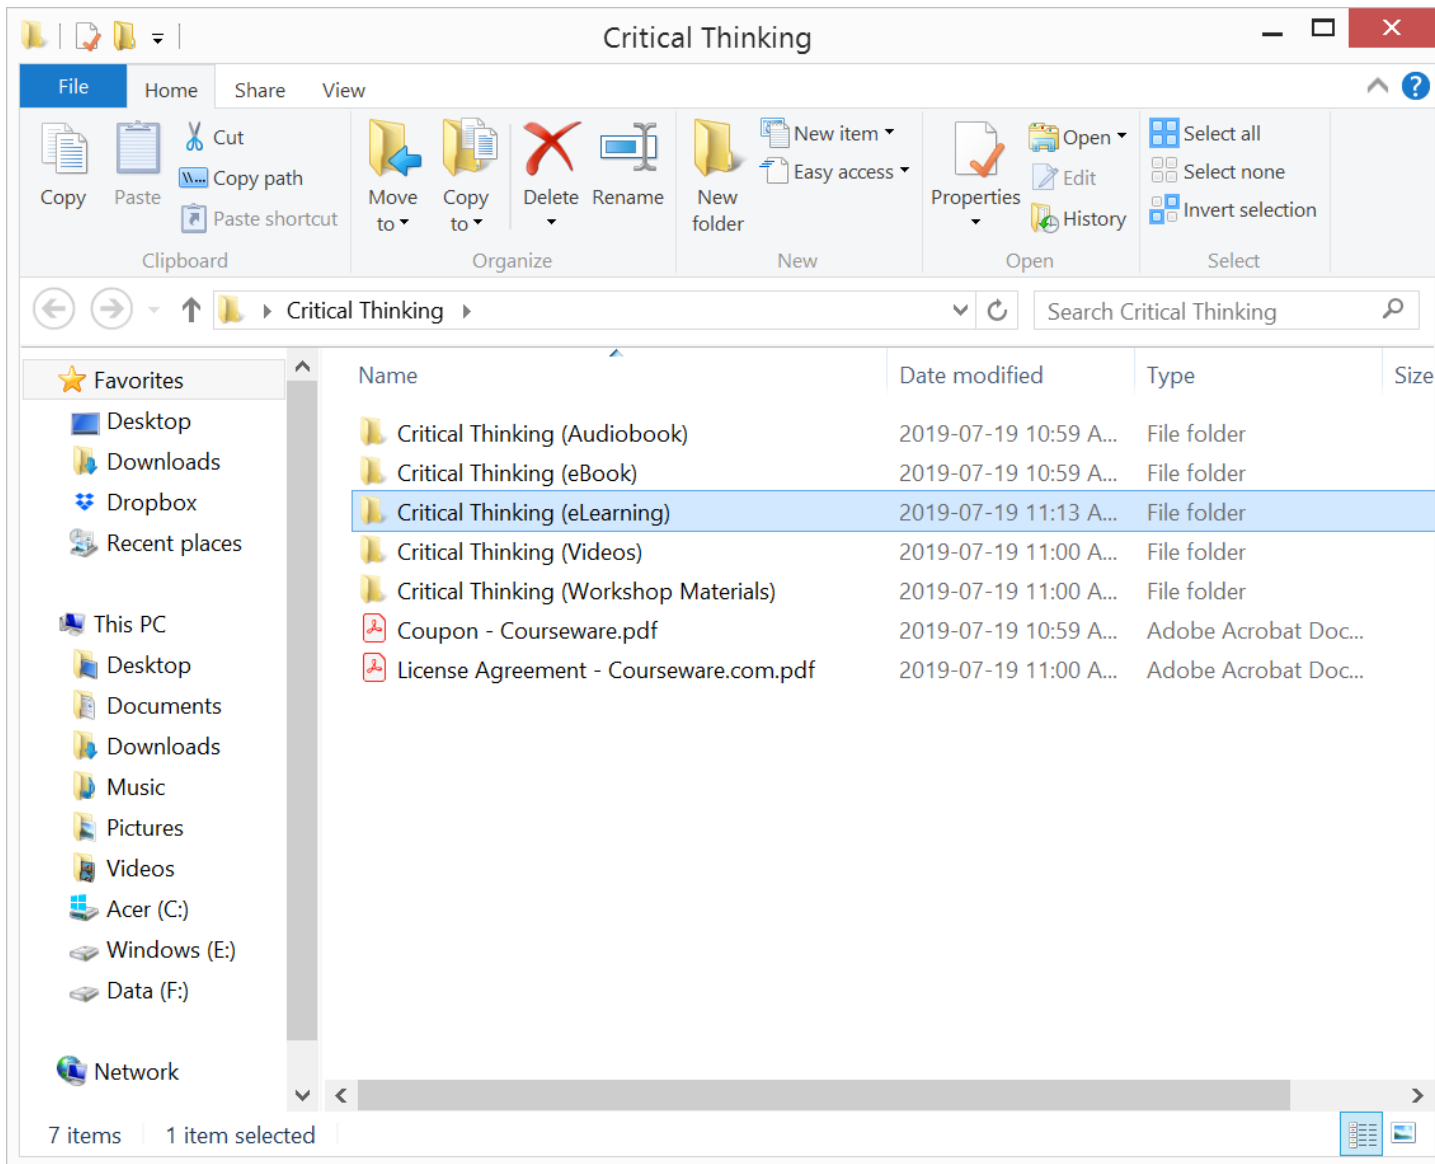 Critical Thinking
File Home Share View
Copy
Paste
Cut
Copy path
Paste shortcut
Clipboard
Move to
Copy to
Delete
Rename
Organize
New folder
New item
Easy access
New
Properties
Open
Edit
History
Open
Select all
Select none
Invert selection
Select
Critical Thinking
Search Critical Thinking
Favorites
Desktop
Downloads
Dropbox
Recent places
This PC
Desktop
Documents
Downloads
Music
Pictures
Videos
Acer (C:)
Windows (E:)
Data (F:)
Network
Name Date modified Type Size
Critical Thinking (Audiobook) 2019-07-19 10:59 A... File folder
Critical Thinking (eBook) 2019-07-19 10:59 A... File folder
Critical Thinking (eLearning) 2019-07-19 11:13 A... File folder
Critical Thinking (Videos) 2019-07-19 11:00 A... File folder
Critical Thinking (Workshop Materials) 2019-07-19 11:00 A... File folder
Coupon - Courseware.pdf 2019-07-19 10:59 A... Adobe Acrobat Doc...
License Agreement - Courseware.com.pdf 2019-07-19 11:00 A... Adobe Acrobat Doc...
7 items 1 item selected